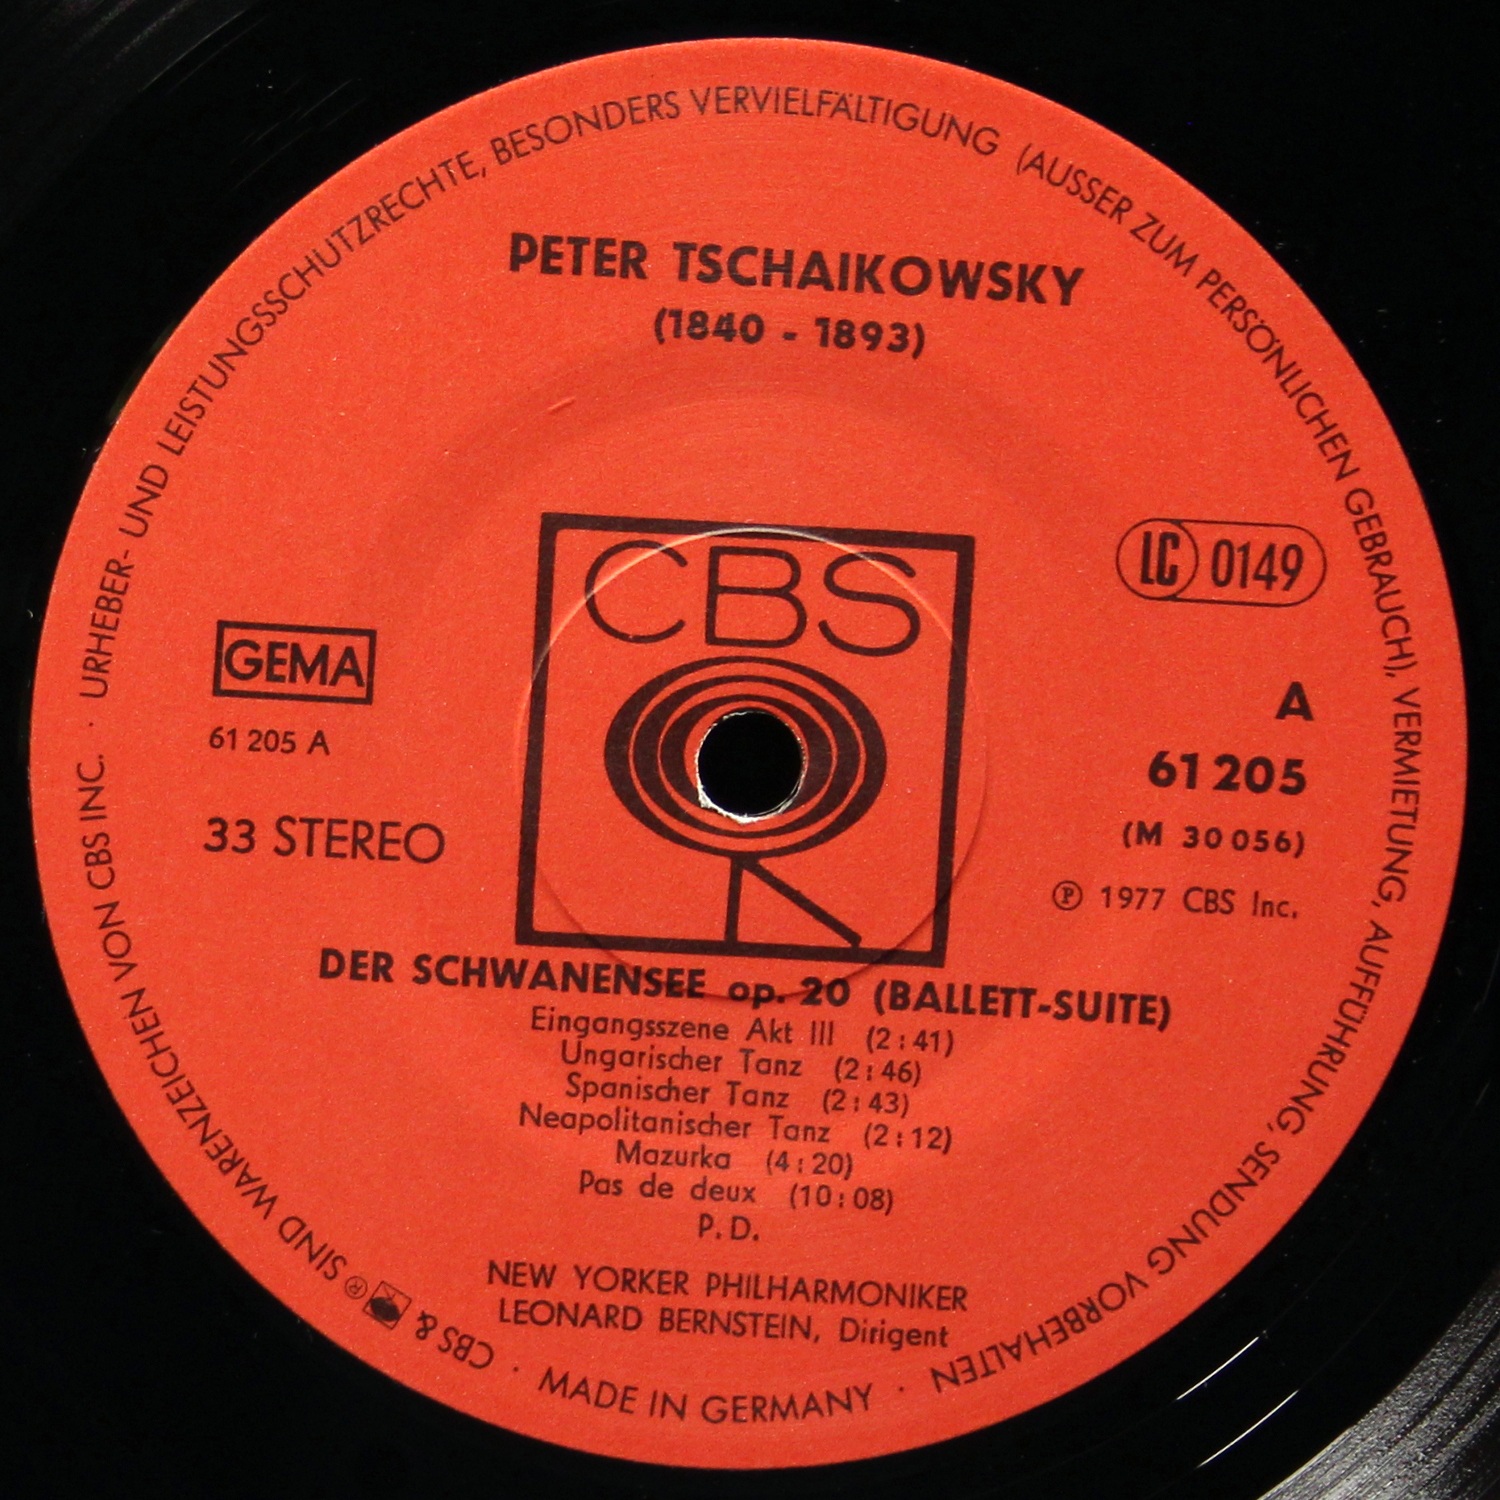 URHEBER- UND LEISTUNGSSCHUTZRECHTE, BESONDERS VERVIELFÄLTIGUNG (AUSSER ZUM PERSÖNLICHEN GEBRAUCH), VERMIETUNG, AUFFÜHRUNG, SENDUNG VORBEHALTEN ·
PETER TSCHAIKOWSKY
(1840 - 1893)
CBS
LC 0149
GEMA
61 205 A
33 STEREO
A
61 205
(M 30 056)
℗ 1977 CBS Inc.
DER SCHWANENSEE op. 20 (BALLETT-SUITE)
Eingangsszene Akt III (2:41)
Ungarischer Tanz (2:46)
Spanischer Tanz (2:43)
Neapolitanischer Tanz (2:12)
Mazurka (4:20)
Pas de deux (10:08)
P.D.
NEW YORKER PHILHARMONIKER
LEONARD BERNSTEIN, Dirigent
MADE IN GERMANY ·
CBS & ® SIND WARENZEICHEN VON CBS INC. ·